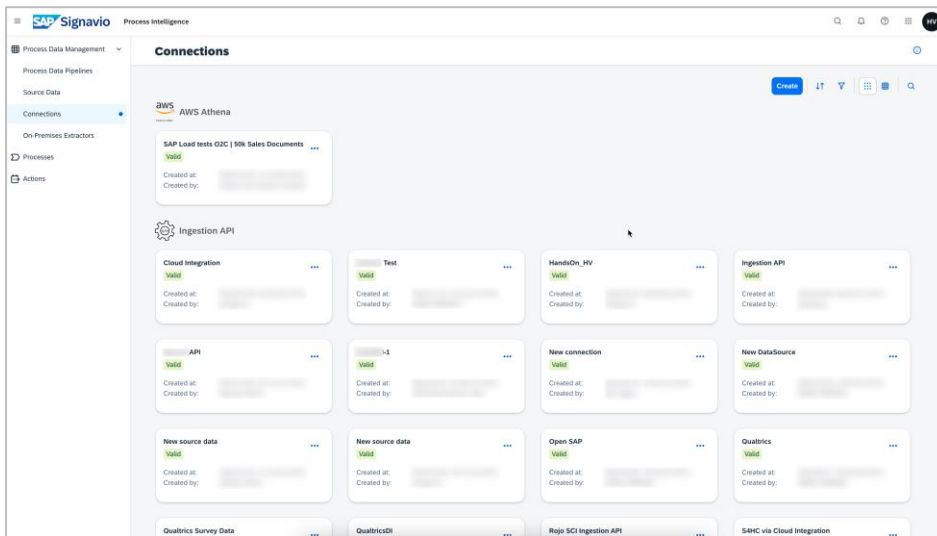 SAP Signavio Process Intelligence
HV
Process Data Management
Process Data Pipelines
Source Data
Connections
On-Premises Extractors
Processes
Actions
Connections
Create
aws
AWS Athena
SAP Load tests O2C | 50k Sales Documents
Valid
Created at:
Created by:
Ingestion API
Cloud Integration
Valid
Created at:
Created by:
Test
Valid
Created at:
Created by:
HandsOn_HV
Valid
Created at:
Created by:
Ingestion API
Valid
Created at:
Created by:
API
Valid
Created at:
Created by:
-1
Valid
Created at:
Created by:
New connection
Valid
Created at:
Created by:
New DataSource
Valid
Created at:
Created by:
New source data
Valid
Created at:
Created by:
New source data
Valid
Created at:
Created by:
Open SAP
Valid
Created at:
Created by:
Qualtrics
Valid
Created at:
Created by:
Qualtrics Survey Data
QualtricsDI
Rojo SCI Ingestion API
S4HC via Cloud Integration